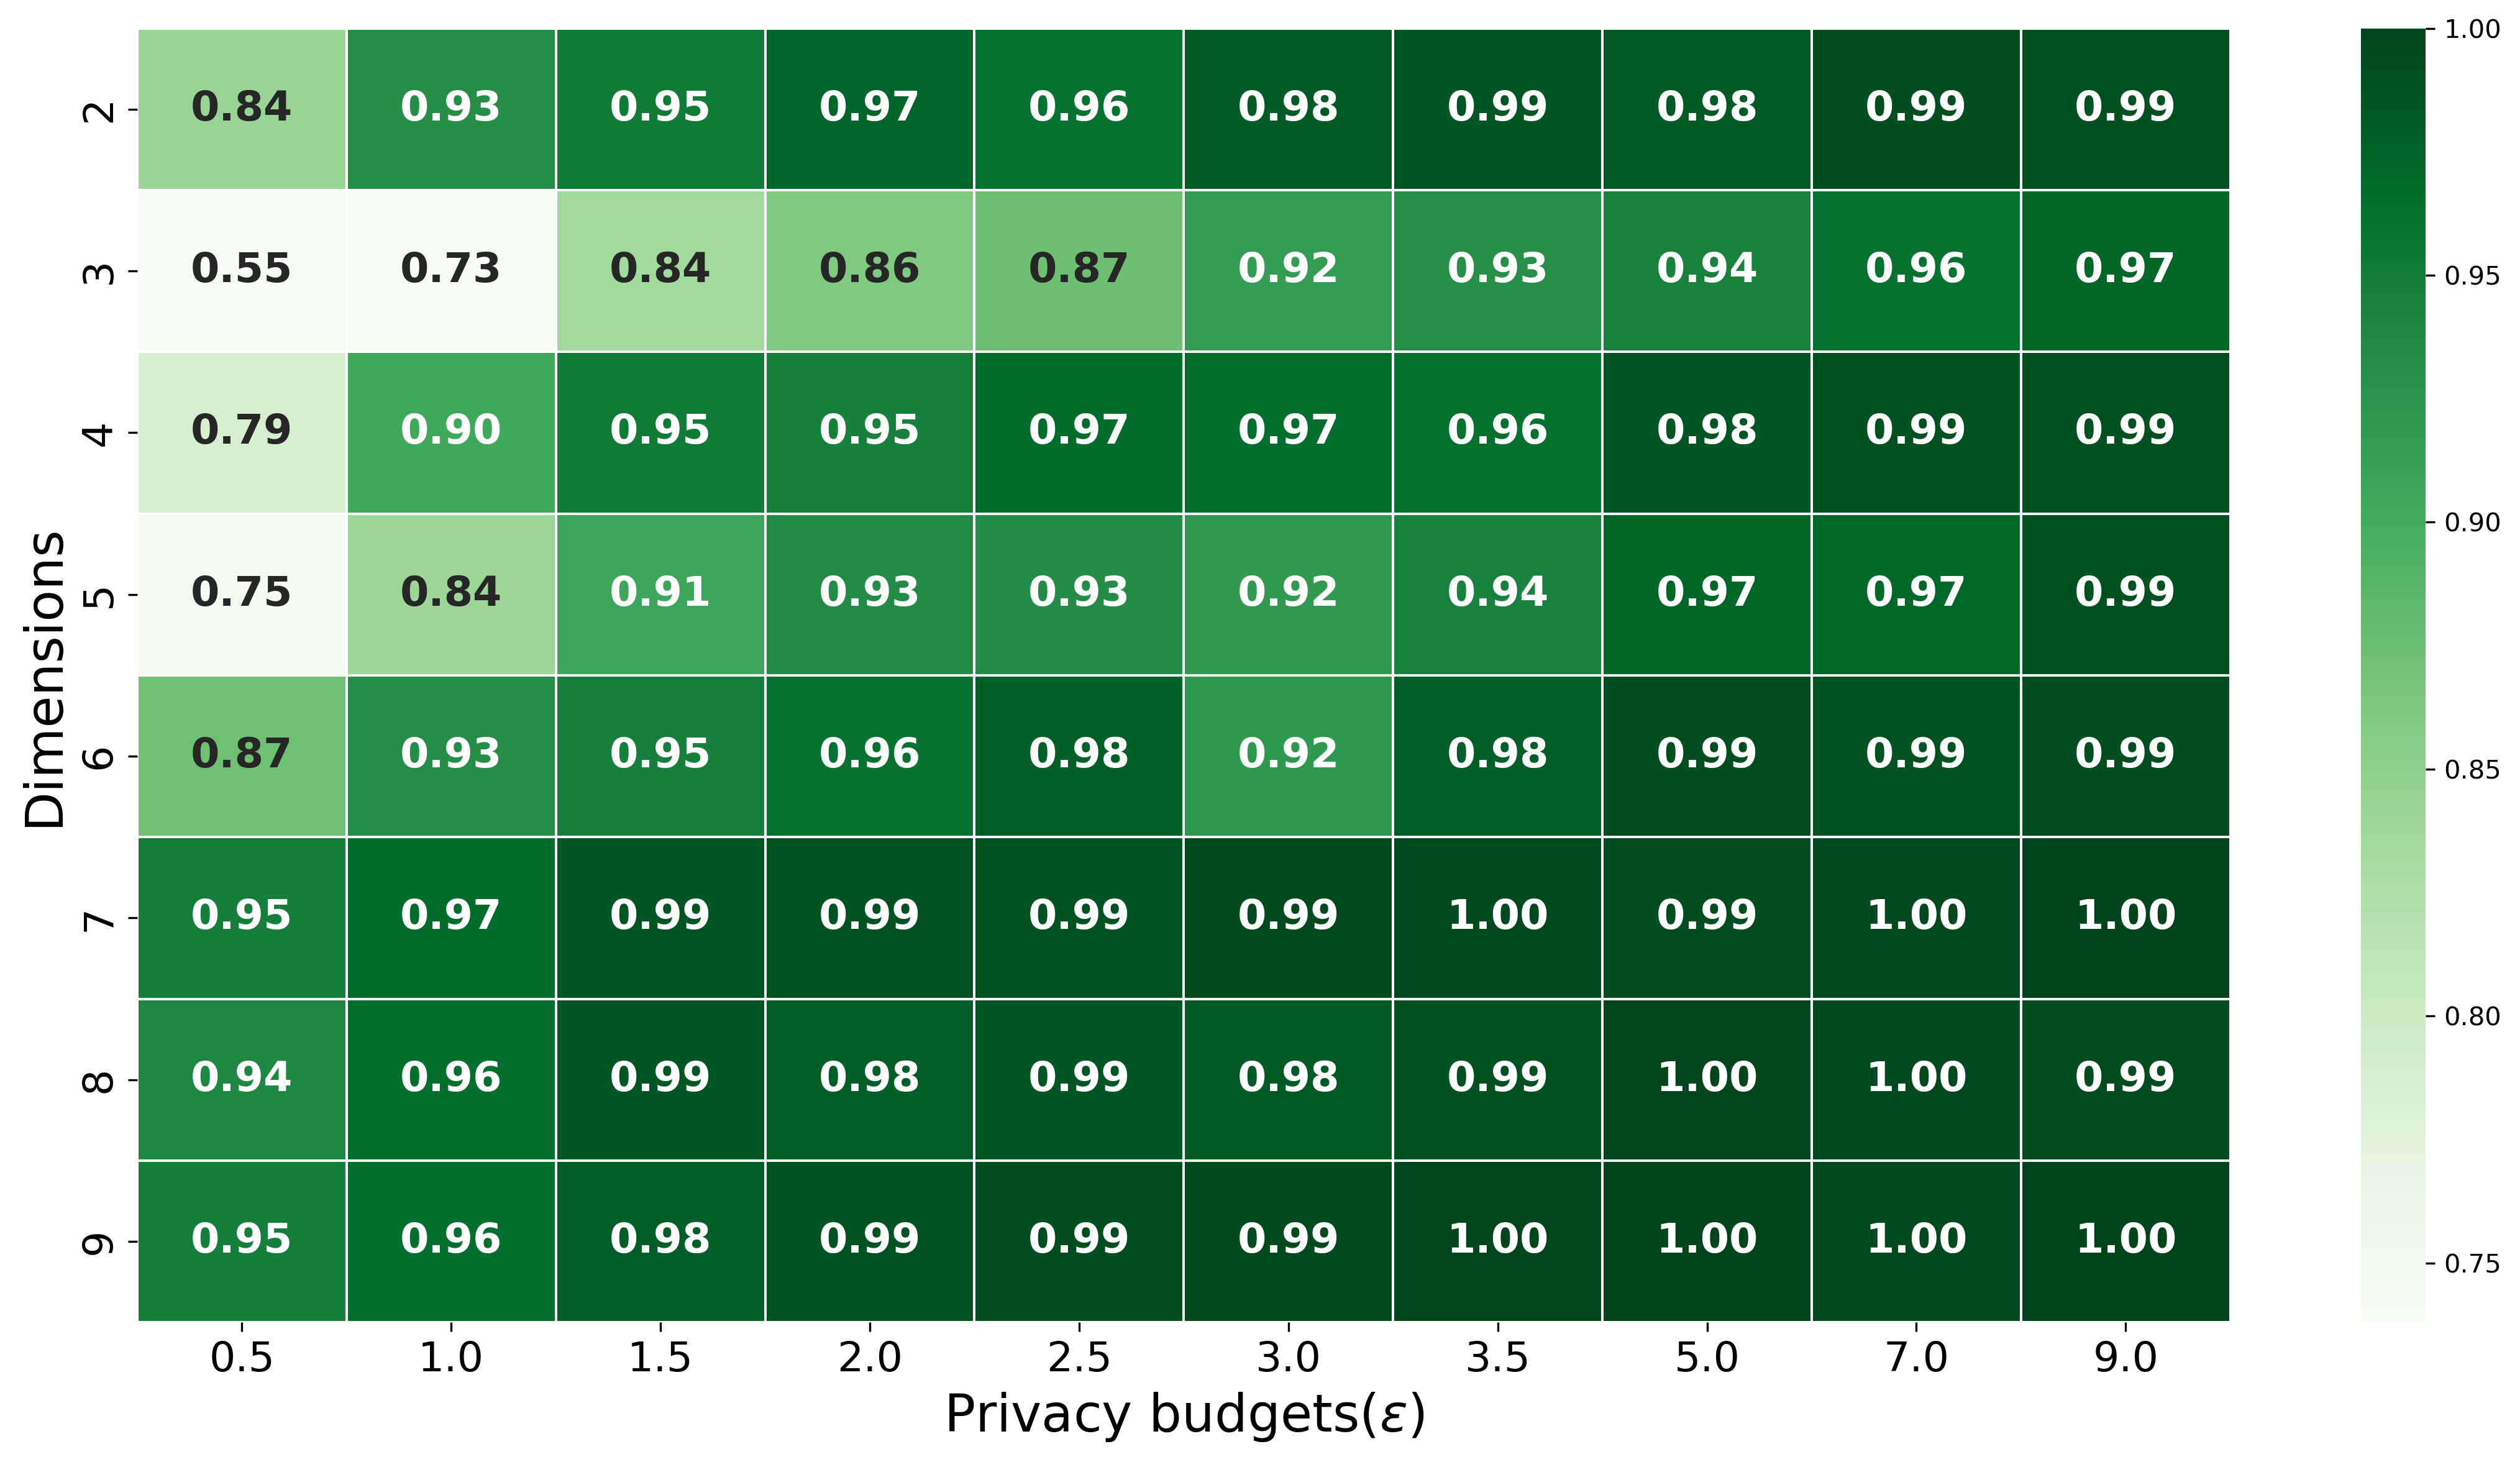 2 0.84 0.93 0.95 0.97 0.96 0.98 0.99 0.98 0.99 0.99
3 0.55 0.73 0.84 0.86 0.87 0.92 0.93 0.94 0.96 0.97
4 0.79 0.90 0.95 0.95 0.97 0.97 0.96 0.98 0.99 0.99
5 0.75 0.84 0.91 0.93 0.93 0.92 0.94 0.97 0.97 0.99
6 0.87 0.93 0.95 0.96 0.98 0.92 0.98 0.99 0.99 0.99
7 0.95 0.97 0.99 0.99 0.99 0.99 1.00 0.99 1.00 1.00
8 0.94 0.96 0.99 0.98 0.99 0.98 0.99 1.00 1.00 0.99
9 0.95 0.96 0.98 0.99 0.99 0.99 1.00 1.00 1.00 1.00
0.5 1.0 1.5 2.0 2.5 3.0 3.5 5.0 7.0 9.0
Privacy budgets(ε)
Dimensions
1.00
0.95
0.90
0.85
0.80
0.75